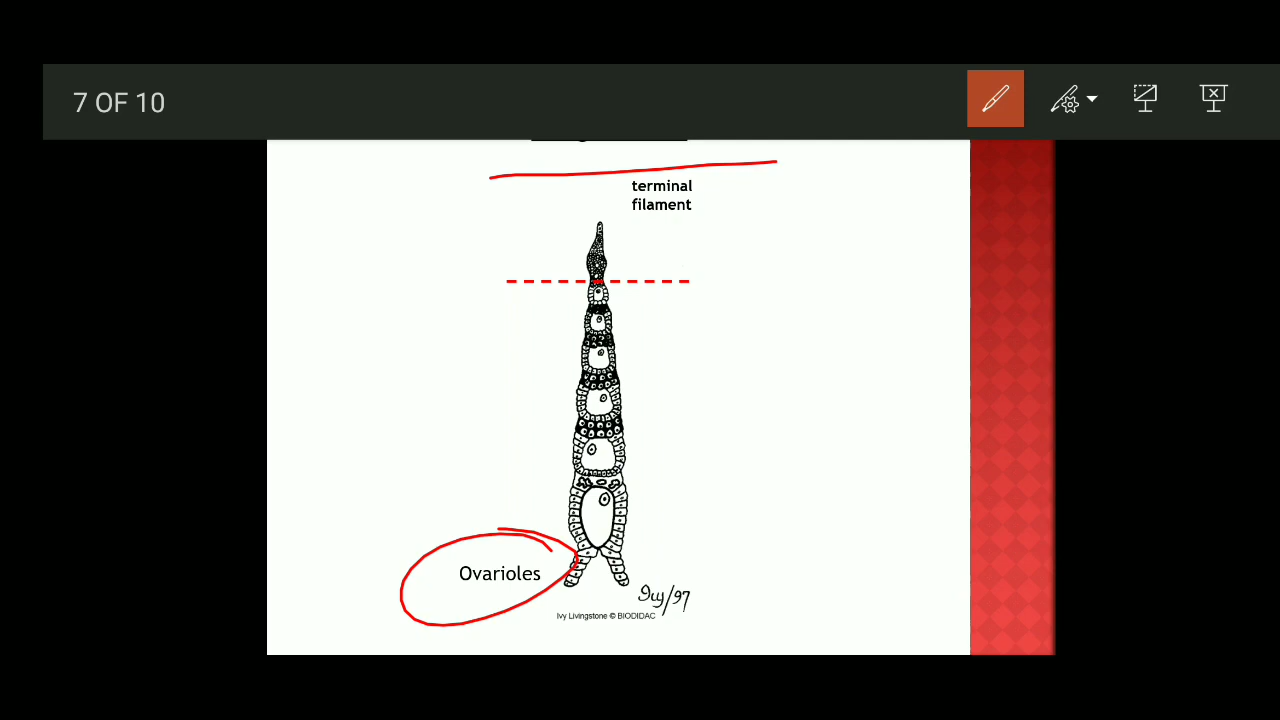 7 OF 10
terminal
filament
Ovarioles
Ivy/97
Ivy Livingstone © BIODIDAC